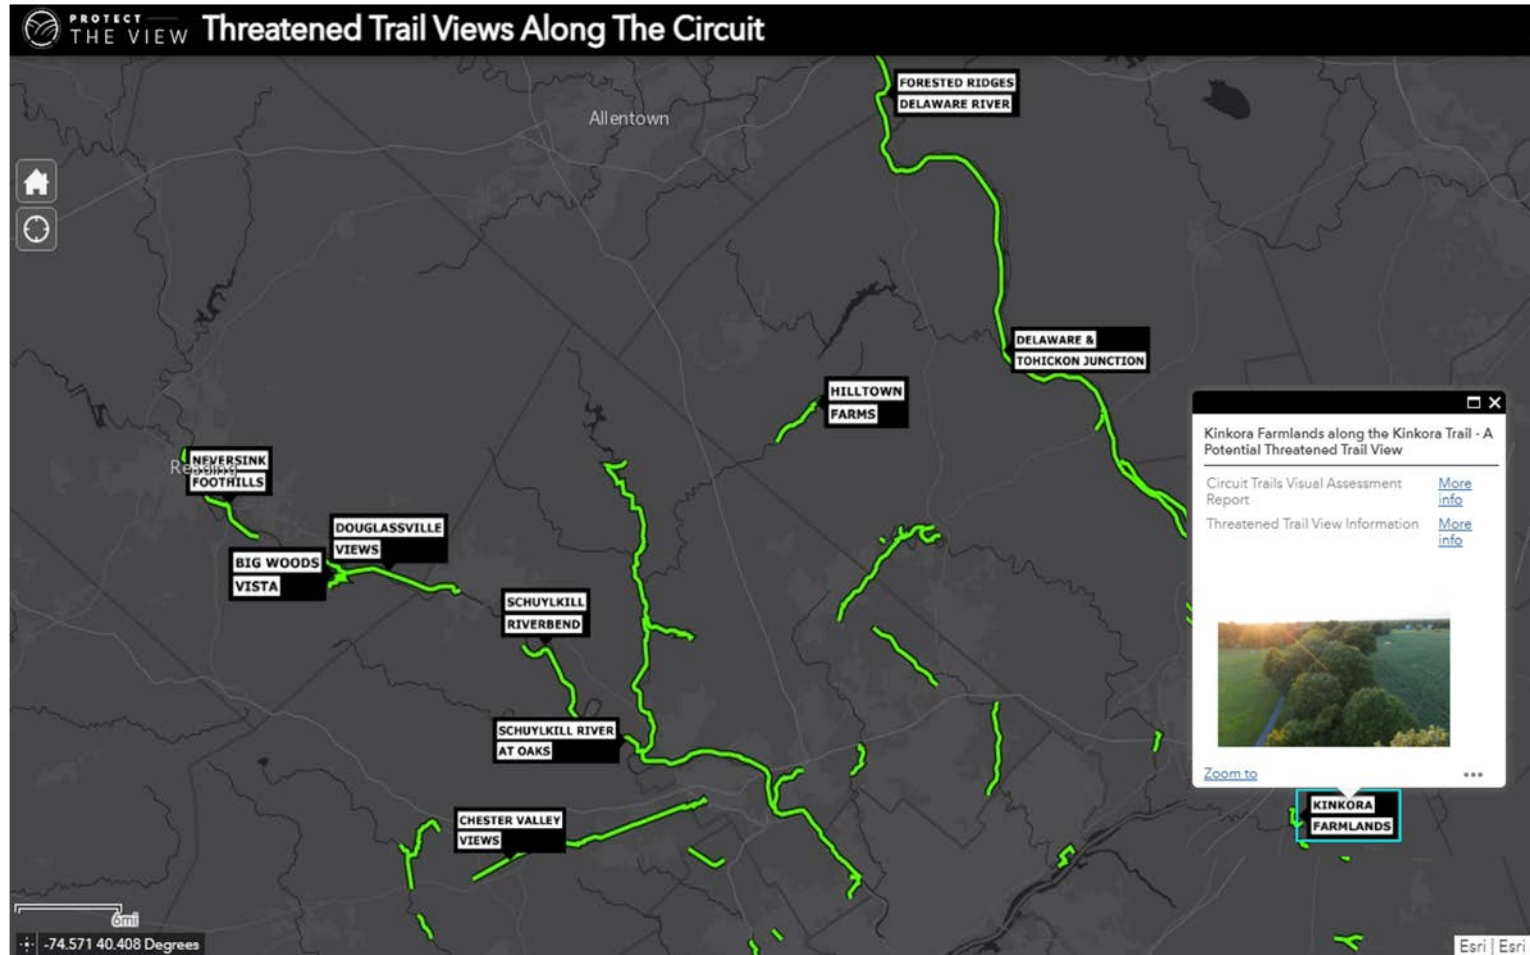 PROTECT
THE VIEW
Threatened Trail Views Along The Circuit
FORESTED RIDGES
DELAWARE RIVER
Allentown
DELAWARE &
TOHICKON JUNCTION
HILLTOWN
FARMS
Kinkora Farmlands along the Kinkora Trail - A
Potential Threatened Trail View
Circuit Trails Visual Assessment
Report
More
info
Threatened Trail View Information
More
info
Zoom to
Reading
NEVERSINK
FOOTHILLS
DOUGLASSVILLE
VIEWS
BIG WOODS
VISTA
SCHUYLKILL
RIVERBEND
SCHUYLKILL RIVER
AT OAKS
CHESTER VALLEY
VIEWS
KINKORA
FARMLANDS
6mi
-74.571 40.408 Degrees
Esri | Esri